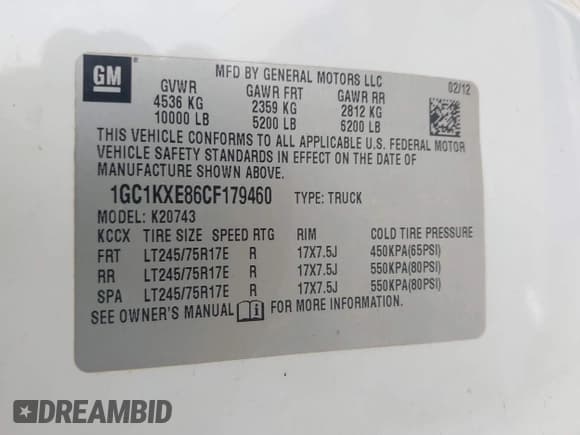 GM
MFD BY GENERAL MOTORS LLC
02/12
GVWR GAWR FRT GAWR RR
4536 KG 2359 KG 2812 KG
10000 LB 5200 LB 6200 LB
THIS VEHICLE CONFORMS TO ALL APPLICABLE U.S. FEDERAL MOTOR
VEHICLE SAFETY STANDARDS IN EFFECT ON THE DATE OF
MANUFACTURE SHOWN ABOVE.
1GC1KXE86CF179460 TYPE: TRUCK
MODEL: K20743
KCCX TIRE SIZE SPEED RTG RIM COLD TIRE PRESSURE
FRT LT245/75R17E R 17X7.5J 450KPA(65PSI)
RR LT245/75R17E R 17X7.5J 550KPA(80PSI)
SPA LT245/75R17E R 17X7.5J 550KPA(80PSI)
SEE OWNER'S MANUAL i FOR MORE INFORMATION.
DREAMBID